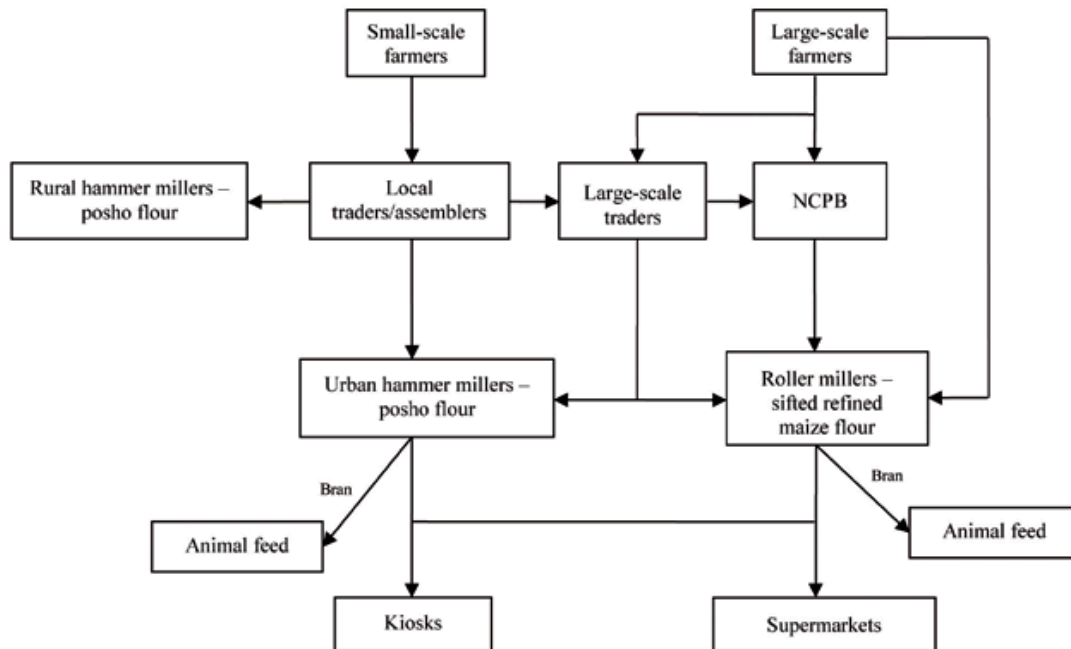 Small-scale
farmers
Large-scale
farmers
Rural hammer millers –
posho flour
Local
traders/assemblers
Large-scale
traders
NCPB
Urban hammer millers –
posho flour
Roller millers –
sifted refined
maize flour
Bran
Bran
Animal feed
Animal feed
Kiosks
Supermarkets